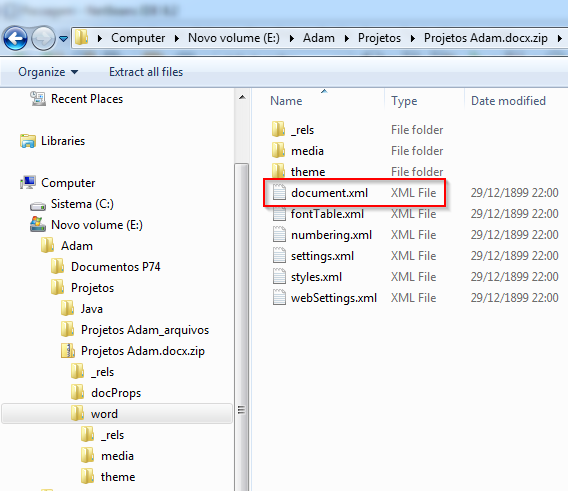 Computer Novo volume (E:) Adam Projetos Projetos Adam.docx.zip
Organize Extract all files
Recent Places
Libraries
Computer
Sistema (C:)
Novo volume (E:)
Adam
Documentos P74
Projetos
Java
Projetos Adam_arquivos
Projetos Adam.docx.zip
_rels
docProps
word
_rels
media
theme
Name Type Date modified
_rels File folder
media File folder
theme File folder
document.xml XML File 29/12/1899 22:00
fontTable.xml XML File 29/12/1899 22:00
numbering.xml XML File 29/12/1899 22:00
settings.xml XML File 29/12/1899 22:00
styles.xml XML File 29/12/1899 22:00
webSettings.xml XML File 29/12/1899 22:00